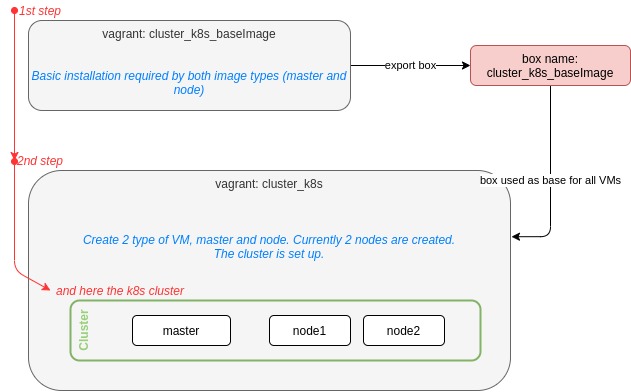 1st step
vagrant: cluster_k8s_baseImage
Basic installation required by both image types (master and
node)
export box
box name:
cluster_k8s_baseImage
2nd step
box used as base for all VMs
vagrant: cluster_k8s
Create 2 type of VM, master and node. Currently 2 nodes are created.
The cluster is set up.
and here the k8s cluster
Cluster
master
node1
node2